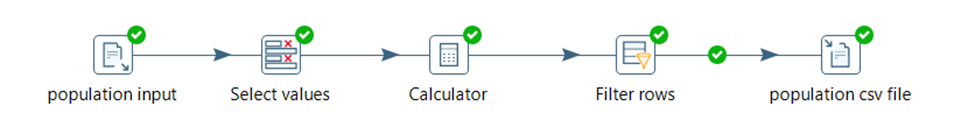 population input
Select values
Calculator
Filter rows
population csv file